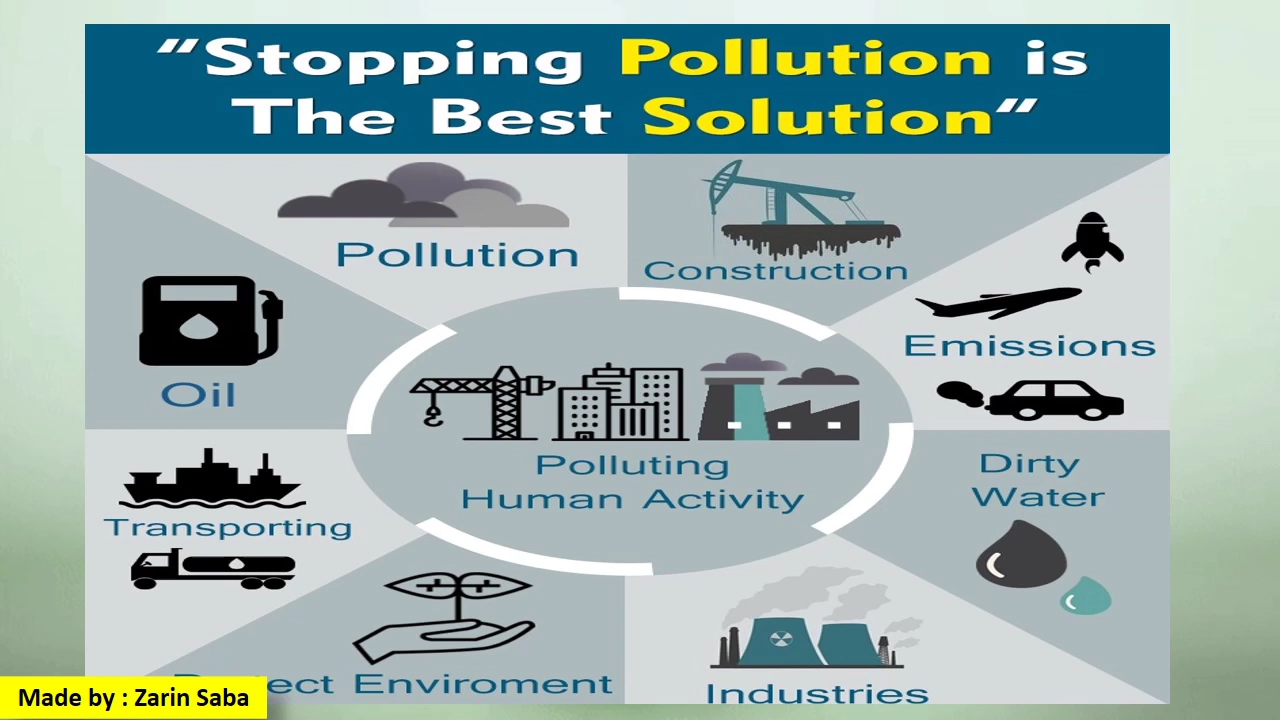 “Stopping Pollution is
The Best Solution“
Pollution
Construction
Oil
Emissions
Polluting
Human Activity
Dirty
Water
Transporting
Enviroment
Industries
Made by : Zarin Saba